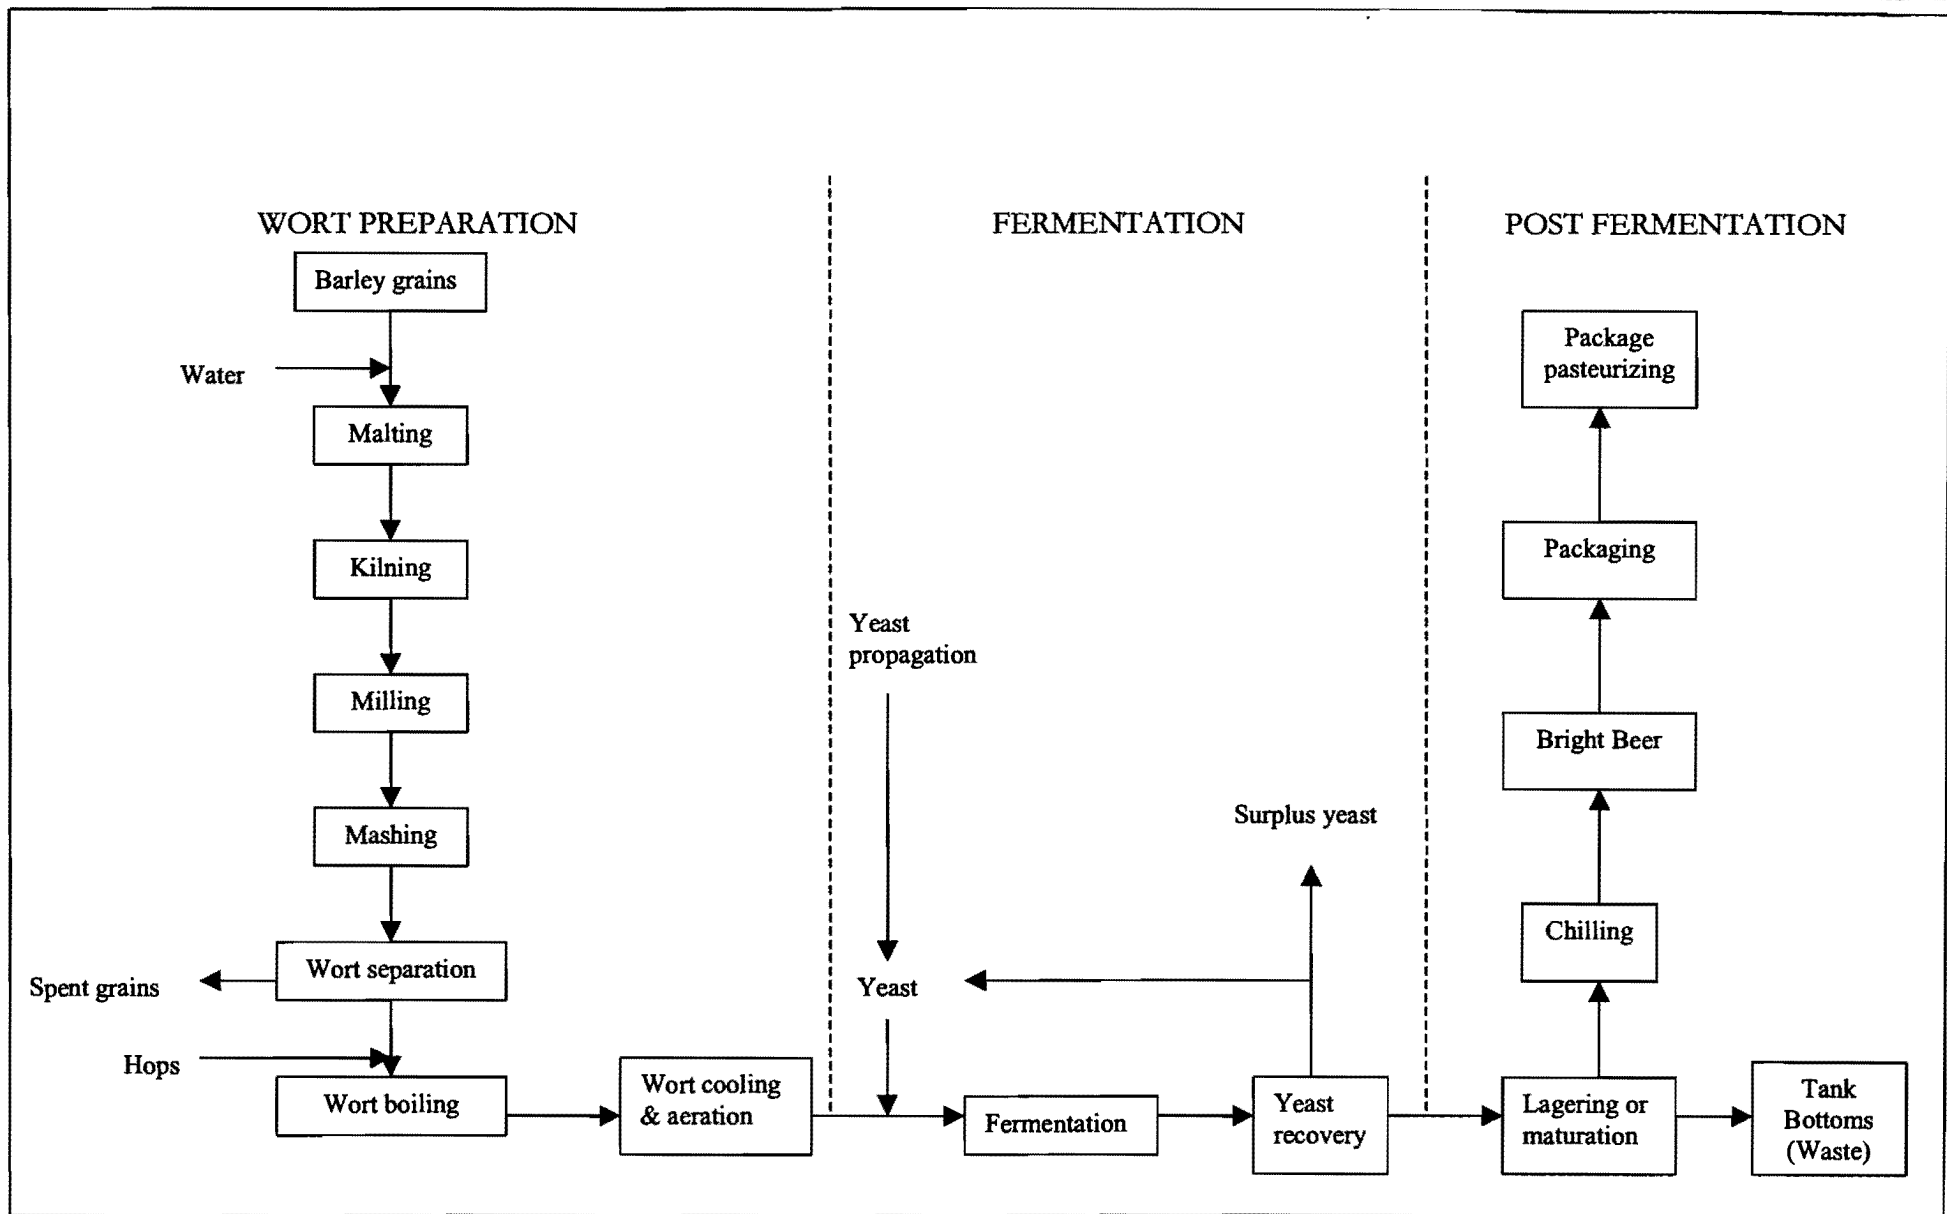 WORT PREPARATION
Barley grains
Water
Malting
Kilning
Milling
Mashing
Wort separation
Spent grains
Hops
Wort boiling
Wort cooling
& aeration
FERMENTATION
Yeast
propagation
Yeast
Surplus yeast
Fermentation
Yeast
recovery
POST FERMENTATION
Package
pasteurizing
Packaging
Bright Beer
Chilling
Lagering or
maturation
Tank
Bottoms
(Waste)